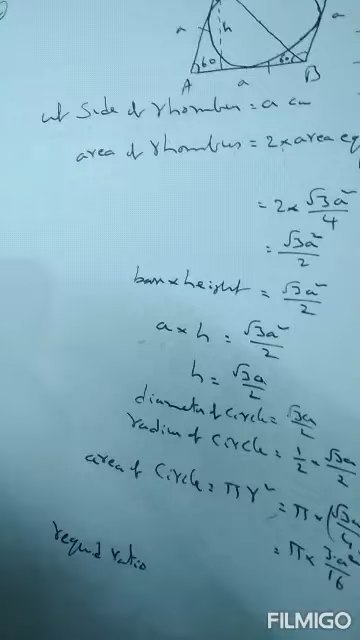 a
h
a
60
60
A
a
B
let side of rhombus = a cm
area of rhombus = 2 × area eq
= 2 × √3a²/4
= √3a²/2
base × height = √3a²/2
a × h = √3a²/2
h = √3a/2
diameter of circle = √3a/2
radius of circle = 1/2 × √3a/2
area of circle = πr² = π × (√3a/4
= π × 3a²/16
requd ratio
FILMIGO